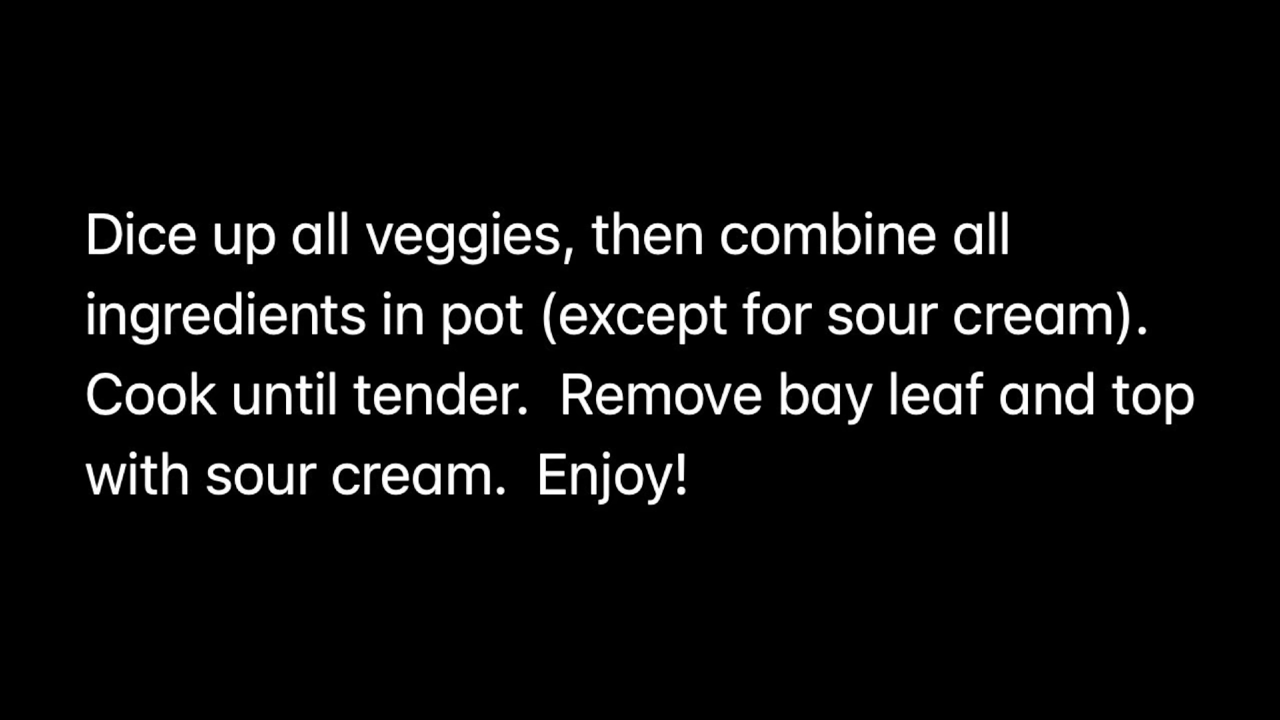 Dice up all veggies, then combine all
ingredients in pot (except for sour cream).
Cook until tender.  Remove bay leaf and top
with sour cream.  Enjoy!